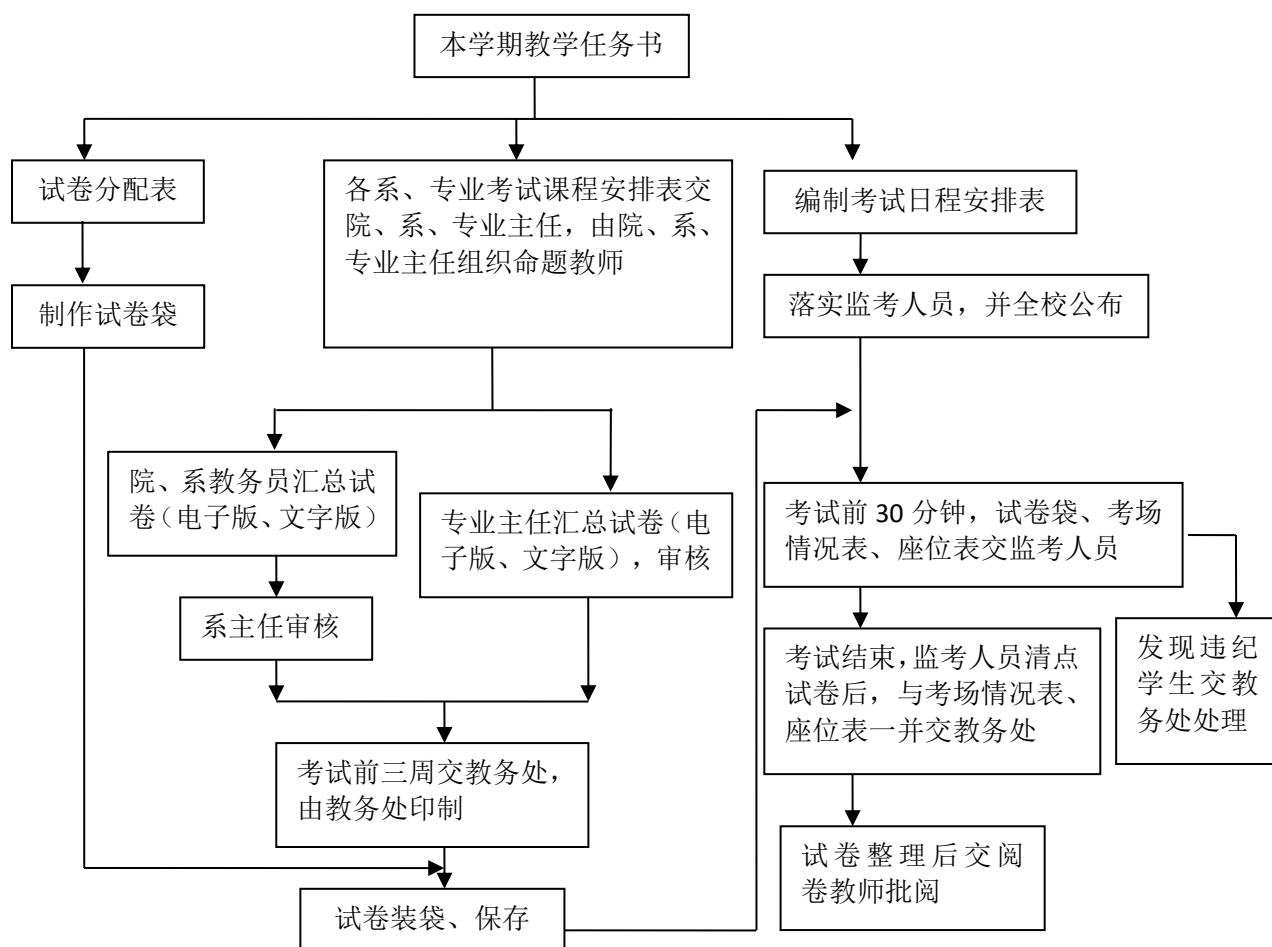 本学期教学任务书
试卷分配表
各系、专业考试课程安排表交
院、系、专业主任，由院、系、
专业主任组织命题教师
编制考试日程安排表
制作试卷袋
落实监考人员，并全校公布
院、系教务员汇总试
卷（电子版、文字版）
专业主任汇总试卷（电
子版、文字版），审核
考试前 30 分钟，试卷袋、考场
情况表、座位表交监考人员
系主任审核
考试结束，监考人员清点
试卷后，与考场情况表、
座位表一并交教务处
发现违纪
学生交教
务处处理
考试前三周交教务处，
由教务处印制
试卷整理后交阅
卷教师批阅
试卷装袋、保存